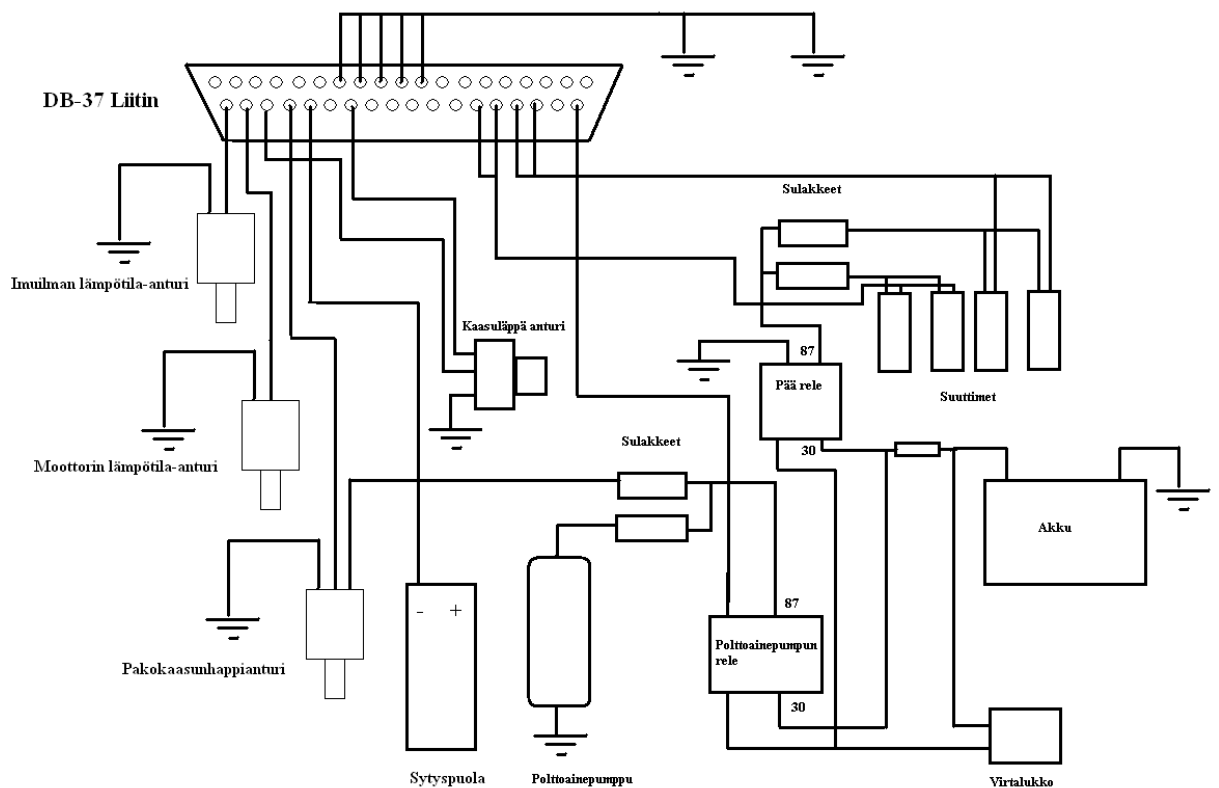 DB-37 Liitin
Sulakkeet
Imuilman lämpötila-anturi
Kaasuläppä anturi
87
Pää rele
30
Suuttimet
Moottorin lämpötila-anturi
Sulakkeet
Akku
- +
87
Polttoainepumpun
rele
30
Pakokaasunhappianturi
Sytyspuola
Polttoainepumppu
Virtalukko